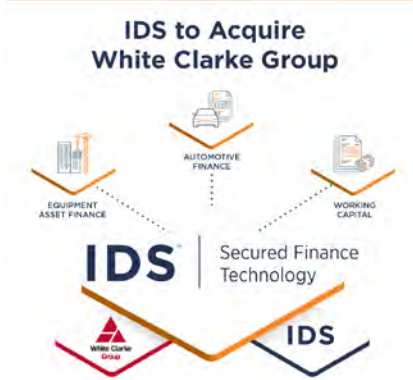 IDS to Acquire
White Clarke Group
AUTOMOTIVE
FINANCE
EQUIPMENT
ASSET FINANCE
WORKING
CAPITAL
IDS™
Secured Finance
Technology
White Clarke
Group
IDS